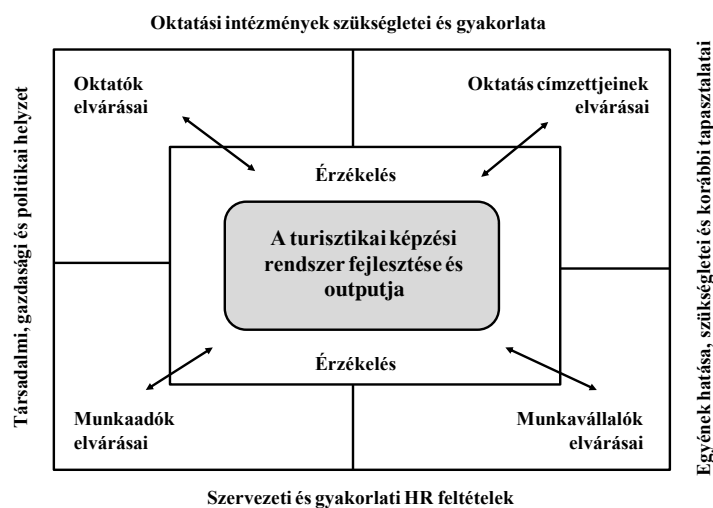 Oktatási intézmények szükségletei és gyakorlata
Társadalmi, gazdasági és politikai helyzet
Oktatók
elvárásai
Oktatás címzettjeinek
elvárásai
Érzékelés
A turisztikai képzési
rendszer fejlesztése és
outputja
Érzékelés
Munkaadók
elvárásai
Munkavállalók
elvárásai
Egyének hatása, szükségletei és korábbi tapasztalatai
Szervezeti és gyakorlati HR feltételek